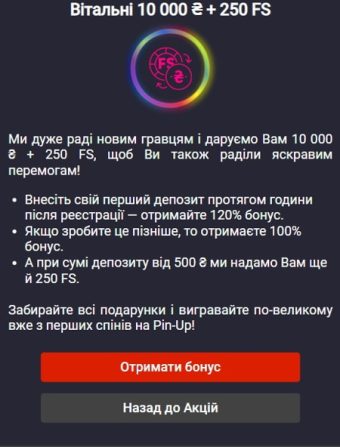 Вітальні 10 000 ₴ + 250 FS
FS
₴
Ми дуже раді новим гравцям і даруємо Вам 10 000
₴ + 250 FS, щоб Ви також раділи яскравим
перемогам!
• Внесіть свій перший депозит протягом години
після реєстрації — отримайте 120% бонус.
• Якщо зробите це пізніше, то отримаєте 100%
бонус.
• А при сумі депозиту від 500 ₴ ми надамо Вам ще
й 250 FS.
Забирайте всі подарунки і вигравайте по-великому
вже з перших спінів на Pin-Up!
Отримати бонус
Назад до Акцій